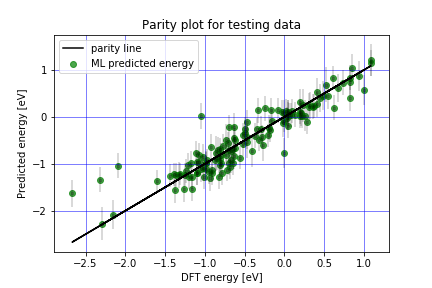 Parity plot for testing data
parity line
ML predicted energy
Predicted energy [eV]
1
0
−1
−2
−2.5
−2.0
−1.5
−1.0
−0.5
0.0
0.5
1.0
DFT energy [eV]